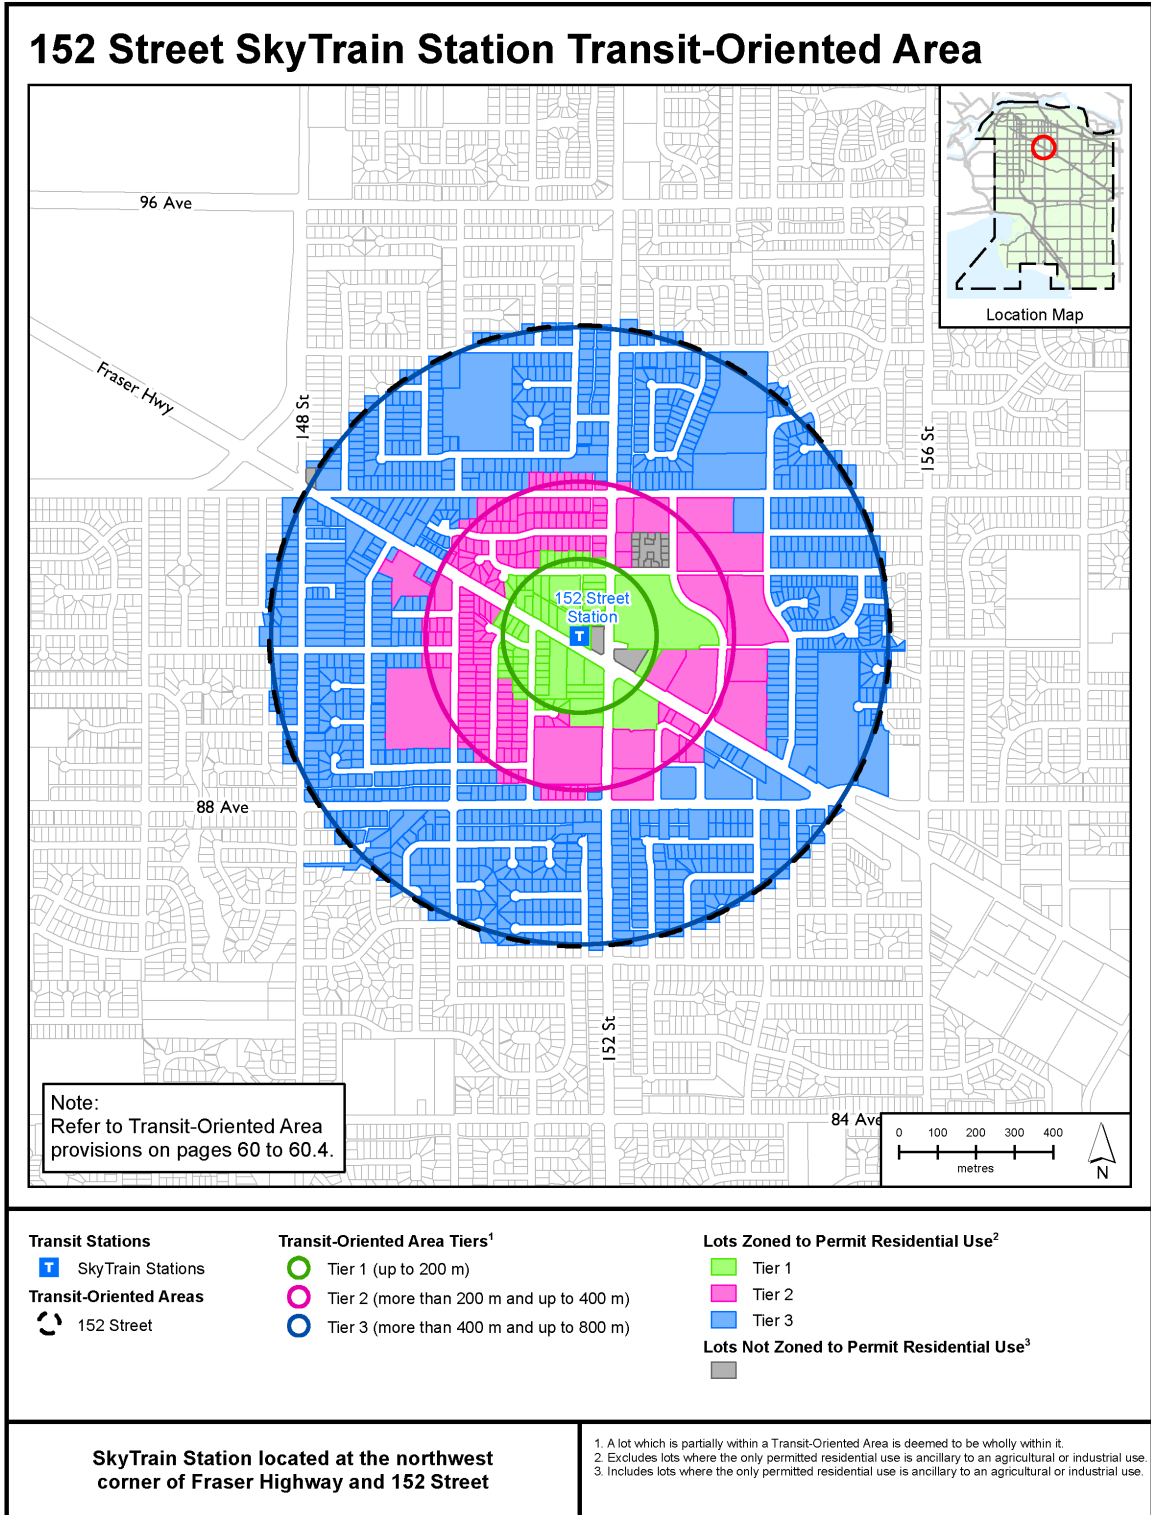 152 Street SkyTrain Station Transit-Oriented Area
96 Ave
Fraser Hwy
148 St
156 St
Location Map
152 Street
Station
T
88 Ave
152 St
84 Ave
Note:
Refer to Transit-Oriented Area
provisions on pages 60 to 60.4.
0 100 200 300 400
metres
N
Transit Stations
T SkyTrain Stations
Transit-Oriented Areas
152 Street
Transit-Oriented Area Tiers1
Tier 1 (up to 200 m)
Tier 2 (more than 200 m and up to 400 m)
Tier 3 (more than 400 m and up to 800 m)
Lots Zoned to Permit Residential Use2
Tier 1
Tier 2
Tier 3
Lots Not Zoned to Permit Residential Use3
SkyTrain Station located at the northwest
corner of Fraser Highway and 152 Street
1. A lot which is partially within a Transit-Oriented Area is deemed to be wholly within it.
2. Excludes lots where the only permitted residential use is ancillary to an agricultural or industrial use.
3. Includes lots where the only permitted residential use is ancillary to an agricultural or industrial use.